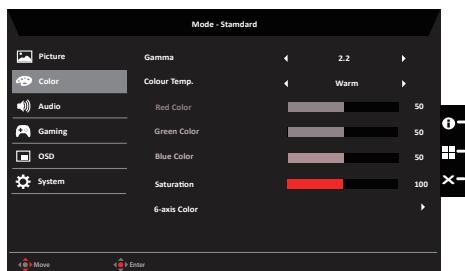 Mode - Standard
Picture
Gamma 2.2
Color
Colour Temp. Warm
Audio
Red Color 50
Gaming
Green Color 50
OSD
Blue Color 50
System
Saturation 100
6-axis Color
Move Enter